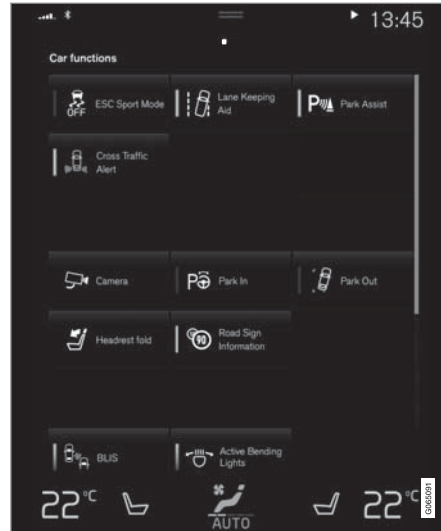 13:45
Car functions
OFF
ESC Sport Mode
Lane Keeping
Aid
P
Park Assist
Cross Traffic
Alert
Camera
P
Park In
Park Out
Headrest fold
90
Road Sign
Information
BLIS
Active Bending
Lights
22°C
AUTO
22°C
G065091